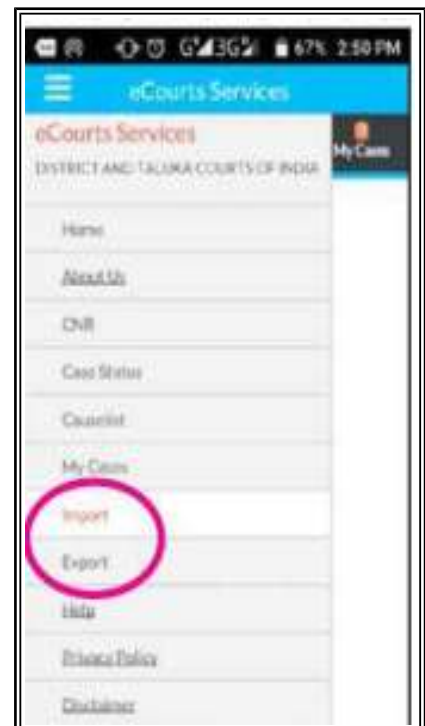 67% 2:50 PM
eCourts Services
eCourts Services
DISTRICT AND TALUKA COURTS OF INDIA
My Cases
Home
About Us
CNR
Case Status
Causelist
My Cases
Import
Export
Help
Privacy Policy
Disclaimer